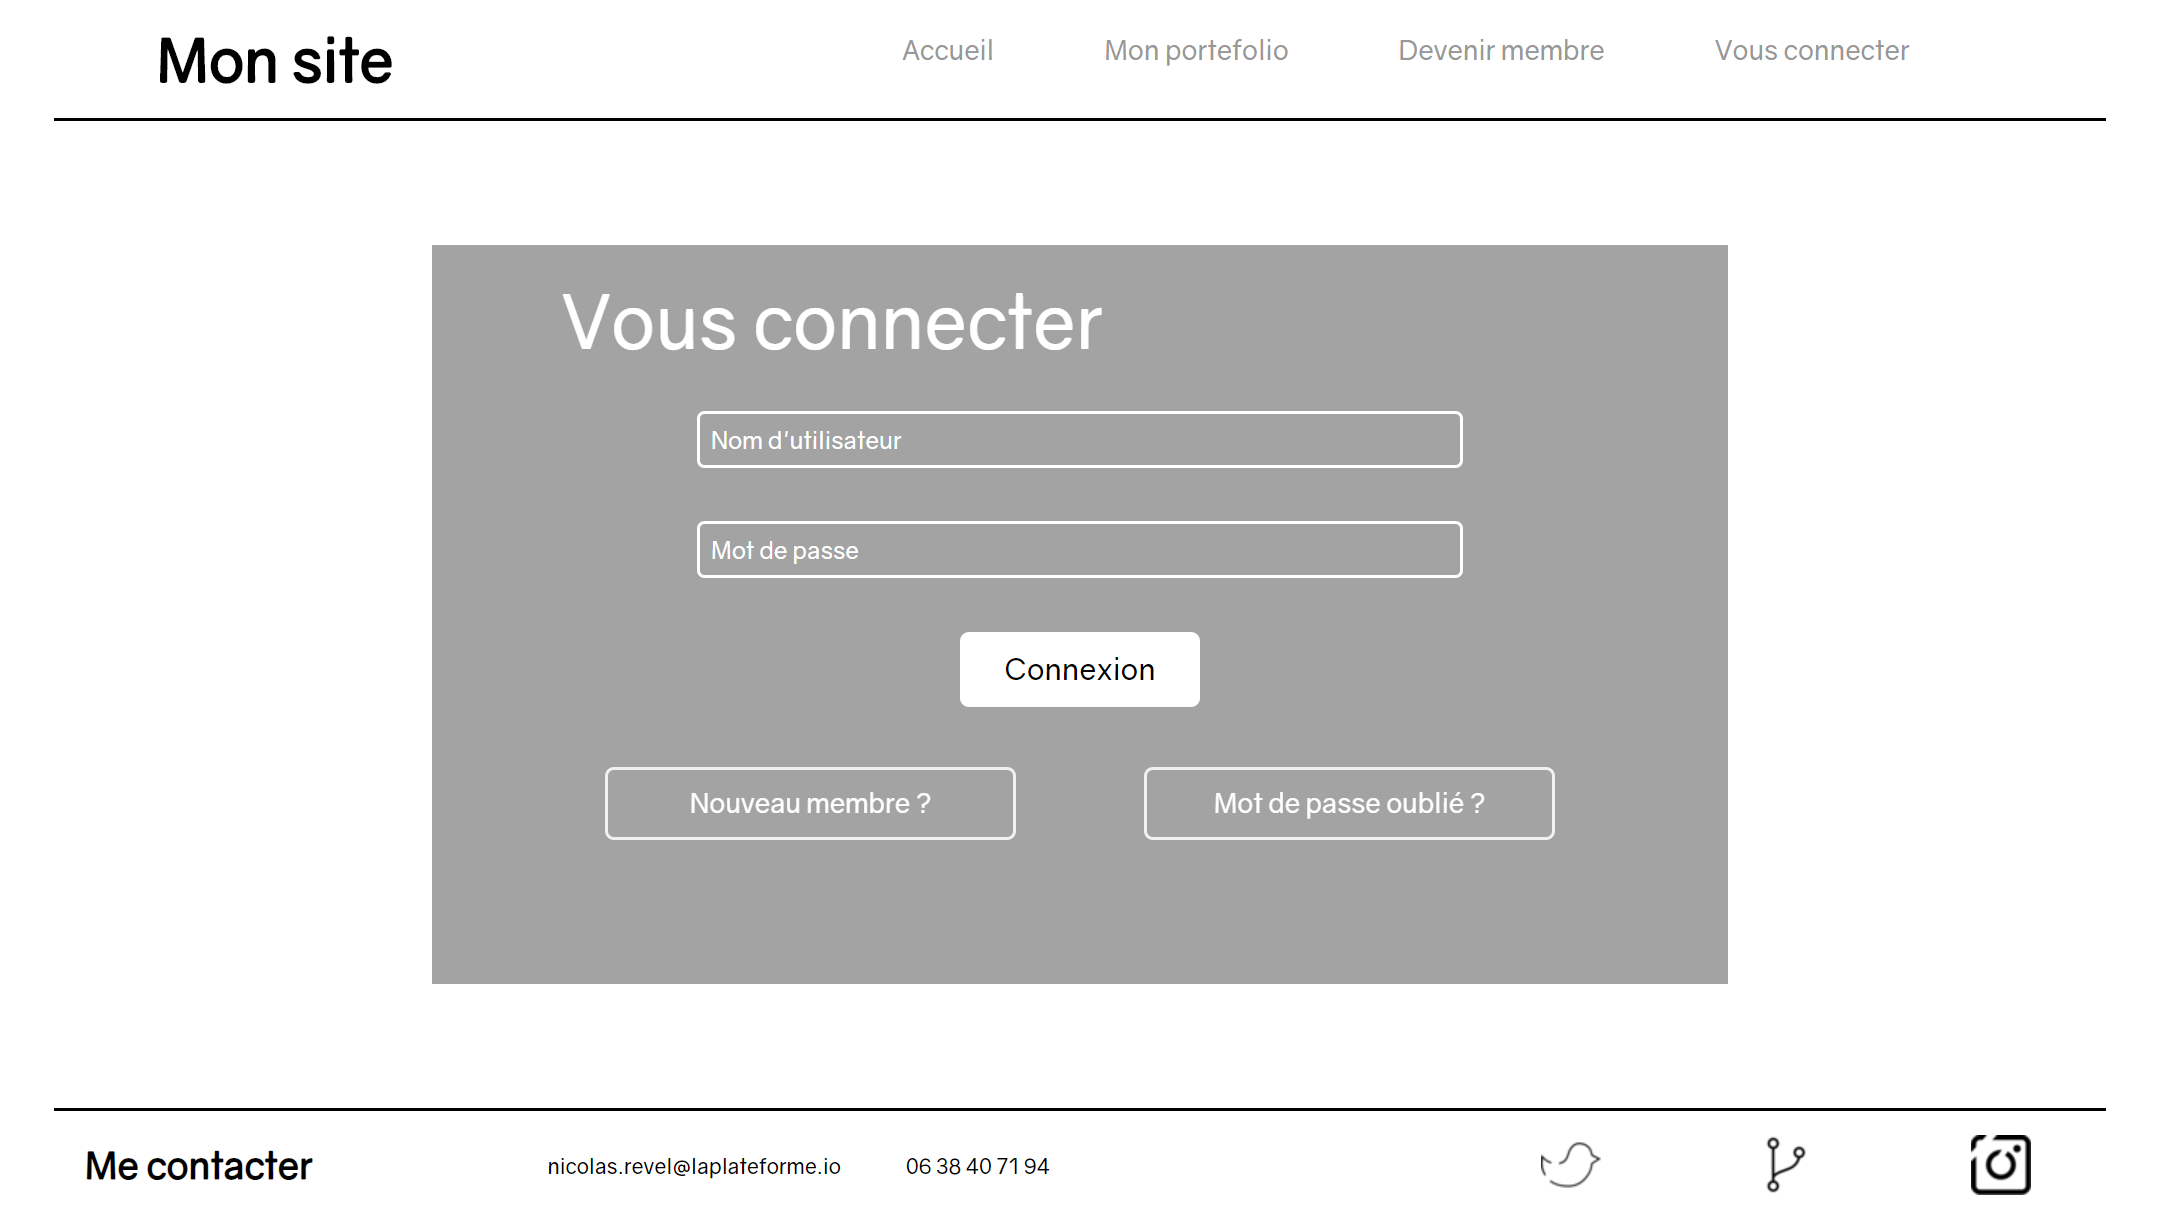 Mon site
Accueil Mon portefolio Devenir membre Vous connecter
Vous connecter
Nom d'utilisateur
Mot de passe
Connexion
Nouveau membre ? Mot de passe oublié ?
Me contacter nicolas.revel@laplateforme.io 06 38 40 71 94